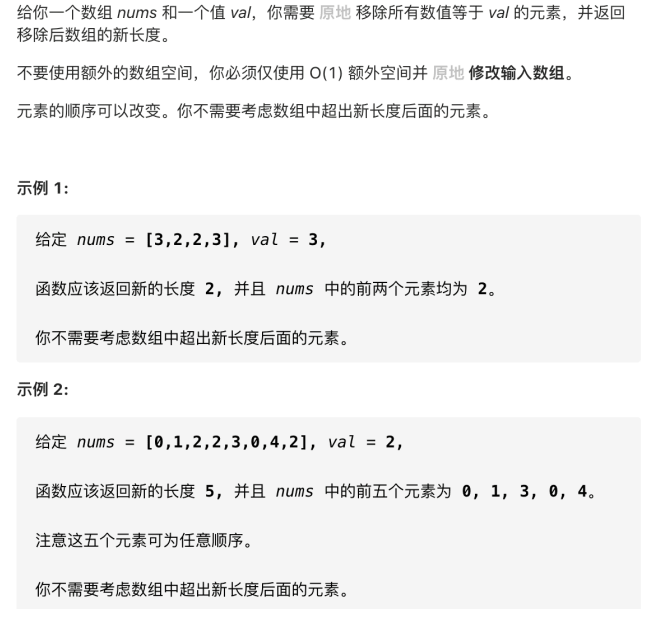 给你一个数组 nums 和一个值 val，你需要 原地 移除所有数值等于 val 的元素，并返回
移除后数组的新长度。
不要使用额外的数组空间，你必须仅使用 O(1) 额外空间并 原地 修改输入数组。
元素的顺序可以改变。你不需要考虑数组中超出新长度后面的元素。
示例 1:
给定 nums = [3,2,2,3], val = 3,
函数应该返回新的长度 2, 并且 nums 中的前两个元素均为 2。
你不需要考虑数组中超出新长度后面的元素。
示例 2:
给定 nums = [0,1,2,2,3,0,4,2], val = 2,
函数应该返回新的长度 5, 并且 nums 中的前五个元素为 0, 1, 3, 0, 4。
注意这五个元素可为任意顺序。
你不需要考虑数组中超出新长度后面的元素。